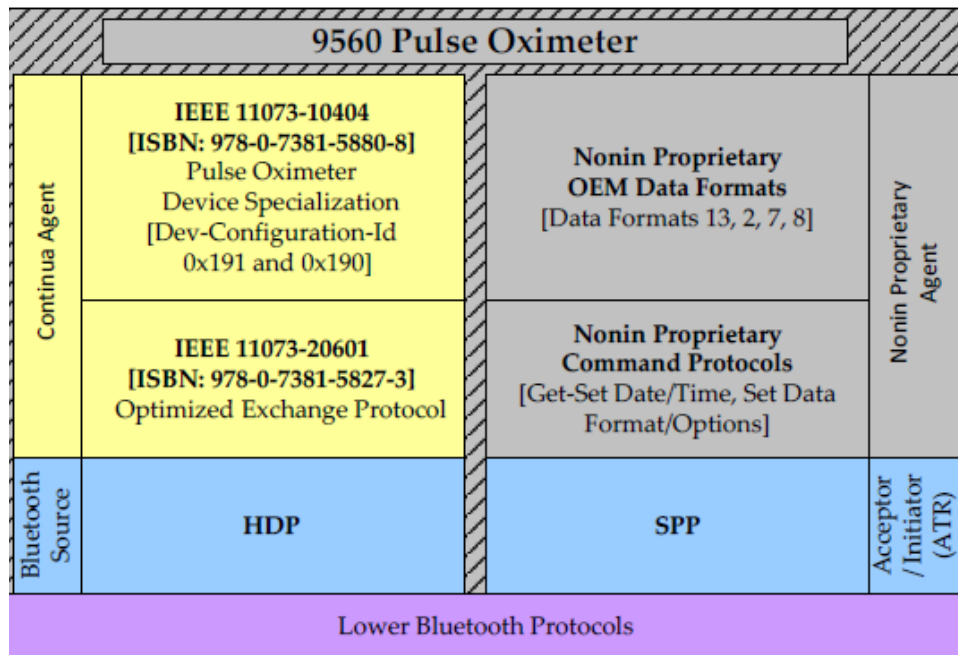 9560 Pulse Oximeter
Continua Agent
IEEE 11073-10404
[ISBN: 978-0-7381-5880-8]
Pulse Oximeter
Device Specialization
[Dev-Configuration-Id
0x191 and 0x190]
Nonin Proprietary
OEM Data Formats
[Data Formats 13, 2, 7, 8]
Nonin Proprietary
Agent
IEEE 11073-20601
[ISBN: 978-0-7381-5827-3]
Optimized Exchange Protocol
Nonin Proprietary
Command Protocols
[Get-Set Date/Time, Set Data
Format/Options]
Bluetooth
Source
HDP
SPP
Acceptor
/Initiator
(ATR)
Lower Bluetooth Protocols